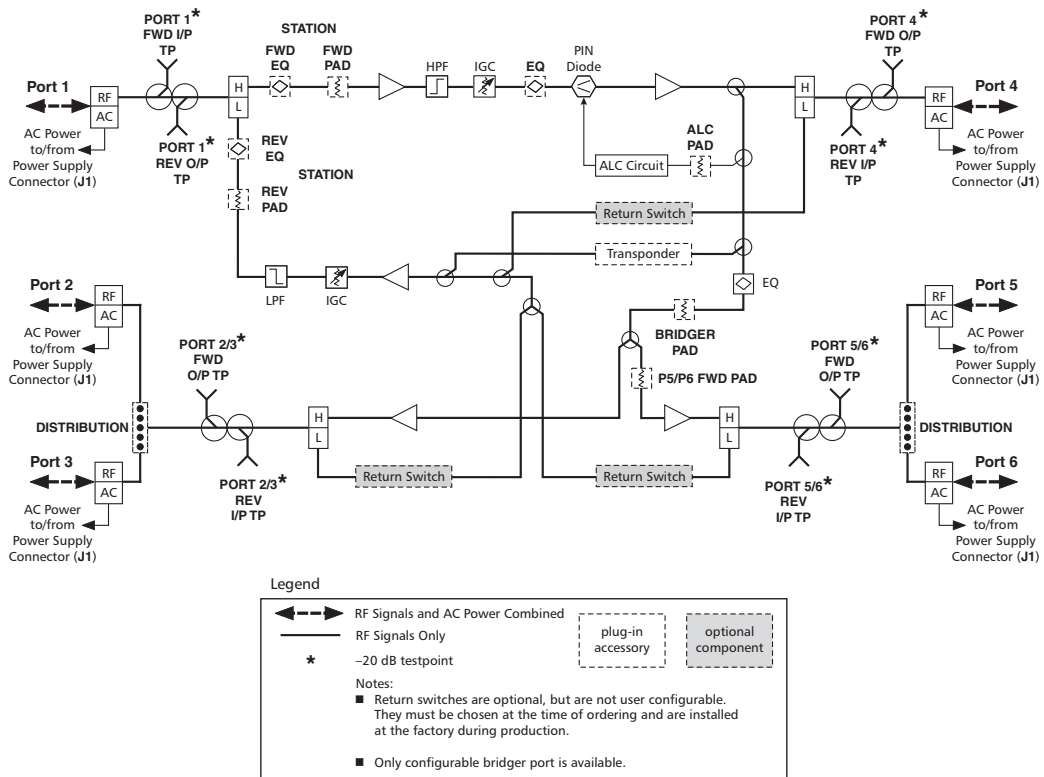 PORT 1*
FWD I/P
TP
STATION
FWD
EQ
FWD
PAD
HPF
IGC
EQ
PIN
Diode
PORT 4*
FWD O/P
TP
Port 1
RF
AC
H
L
H
L
RF
AC
Port 4
AC Power
to/from
Power Supply
Connector (J1)
PORT 1*
REV O/P
TP
REV
EQ
STATION
REV
PAD
ALC Circuit
ALC
PAD
PORT 4*
REV I/P
TP
AC Power
to/from
Power Supply
Connector (J1)
Return Switch
Transponder
LPF
IGC
EQ
Port 2
RF
AC
AC Power
to/from
Power Supply
Connector (J1)
BRIDGER
PAD
Port 5
RF
AC
AC Power
to/from
Power Supply
Connector (J1)
PORT 2/3*
FWD
O/P TP
P5/P6 FWD PAD
PORT 5/6*
FWD
O/P TP
DISTRIBUTION
H
L
H
L
DISTRIBUTION
Port 3
RF
AC
AC Power
to/from
Power Supply
Connector (J1)
PORT 2/3*
REV
I/P TP
Return Switch
Return Switch
PORT 5/6*
REV
I/P TP
Port 6
RF
AC
AC Power
to/from
Power Supply
Connector (J1)
Legend
RF Signals and AC Power Combined
RF Signals Only
* –20 dB testpoint
plug-in
accessory
optional
component
Notes:
■ Return switches are optional, but are not user configurable.
They must be chosen at the time of ordering and are installed
at the factory during production.
■ Only configurable bridger port is available.